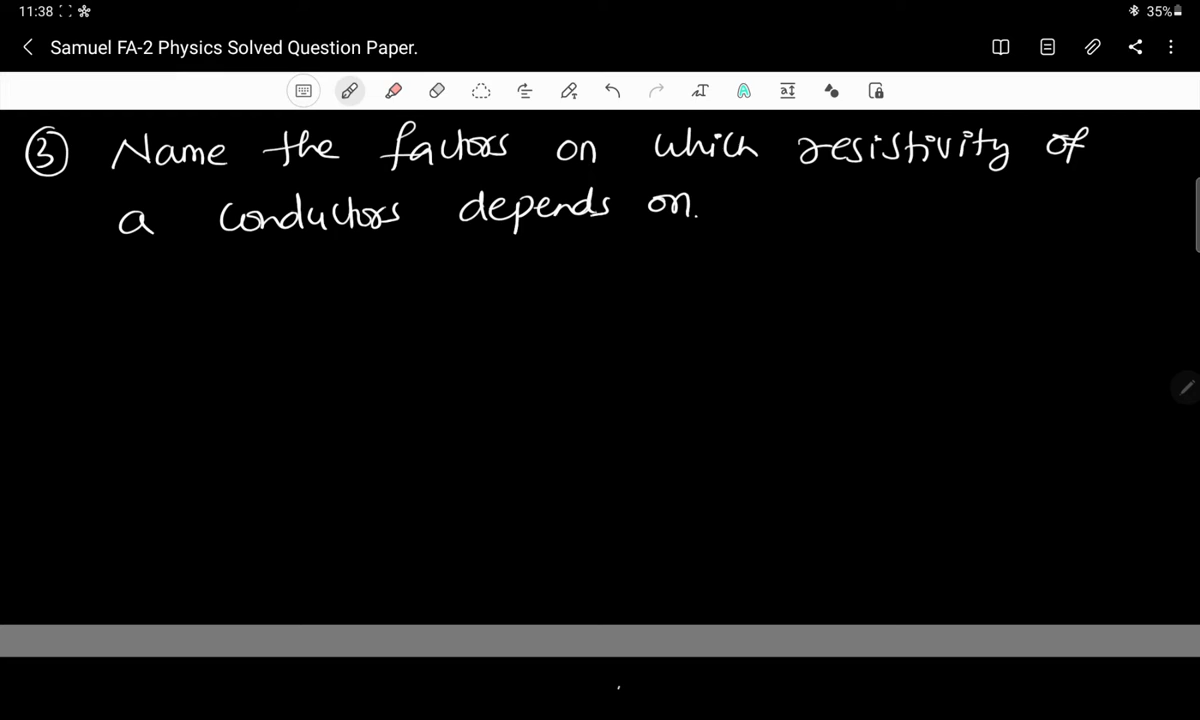 11:38
35%
Samuel FA-2 Physics Solved Question Paper.
③ Name the factors on which resistivity of
a conductors depends on.